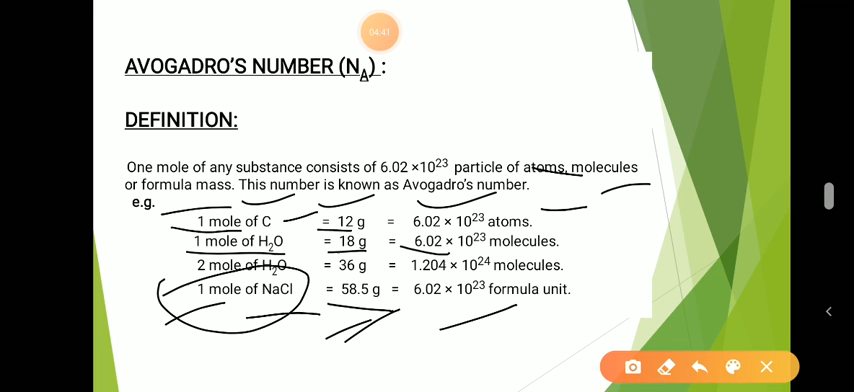 04:41
AVOGADRO'S NUMBER (NA) :
DEFINITION:
One mole of any substance consists of 6.02 ×10²³ particle of atoms, molecules
or formula mass. This number is known as Avogadro's number.
e.g.
1 mole of C = 12 g = 6.02 × 10²³ atoms.
1 mole of H₂O = 18 g = 6.02 × 10²³ molecules.
2 mole of H₂O = 36 g = 1.204 × 10²⁴ molecules.
1 mole of NaCl = 58.5 g = 6.02 × 10²³ formula unit.